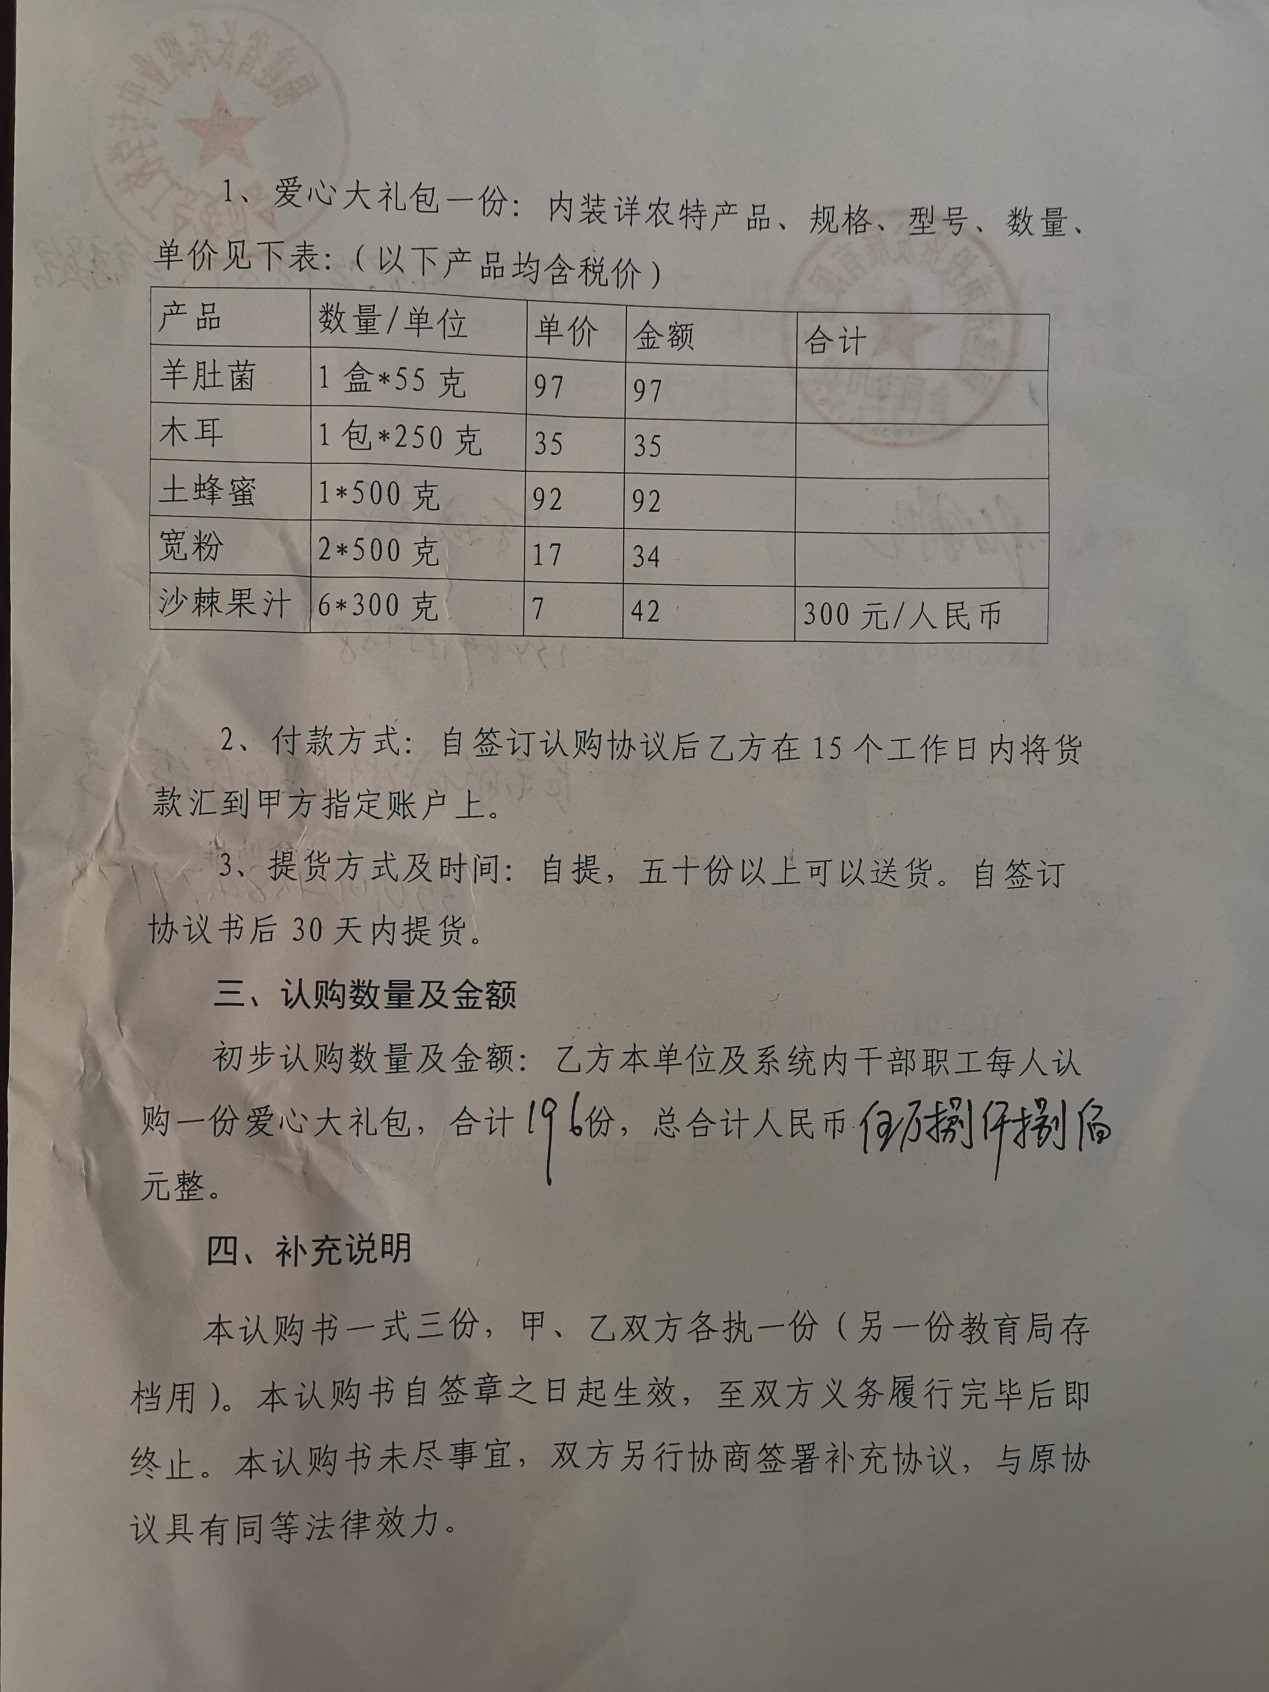 1、爱心大礼包一份：内装详农特产品、规格、型号、数量、
单价见下表：（以下产品均含税价）
产品 数量/单位 单价 金额 合计
羊肚菌 1盒*55克 97 97
木耳 1包*250克 35 35
土蜂蜜 1*500克 92 92
宽粉 2*500克 17 34
沙棘果汁 6*300克 7 42 300元/人民币
2、付款方式：自签订认购协议后乙方在15个工作日内将货
款汇到甲方指定账户上。
3、提货方式及时间：自提，五十份以上可以送货。自签订
协议书后30天内提货。
三、认购数量及金额
初步认购数量及金额：乙方本单位及系统内干部职工每人认
购一份爱心大礼包，合计196份，总合计人民币伍万捌仟捌佰
元整。
四、补充说明
本认购书一式三份，甲、乙双方各执一份（另一份教育局存
档用）。本认购书自签章之日起生效，至双方义务履行完毕后即
终止。本认购书未尽事宜，双方另行协商签署补充协议，与原协
议具有同等法律效力。